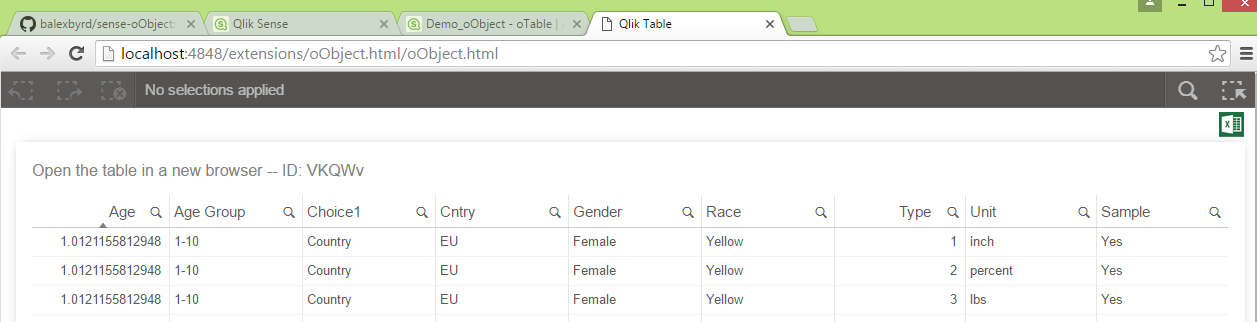 balexbyrd/sense-oObject: Qlik Sense Demo_oObject - oTable | Qlik Table
localhost:4848/extensions/oObject.html/oObject.html
No selections applied
Open the table in a new browser -- ID: VKQWv
Age Age Group Choice1 Cntry Gender Race Type Unit Sample
1.0121155812948 1-10 Country EU Female Yellow 1 inch Yes
1.0121155812948 1-10 Country EU Female Yellow 2 percent Yes
1.0121155812948 1-10 Country EU Female Yellow 3 lbs Yes